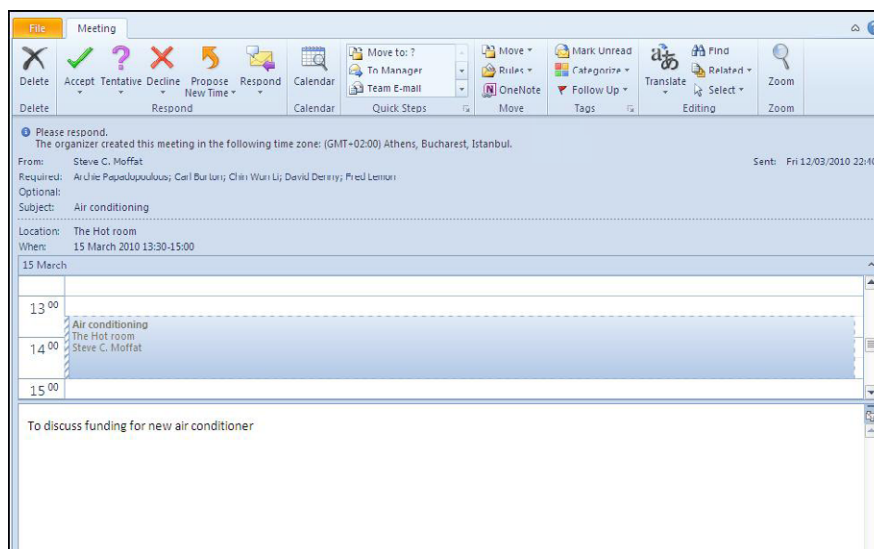 File Meeting
Delete Accept Tentative Decline Propose New Time Respond Calendar Move to: ? To Manager Team E-mail Move Rules OneNote Mark Unread Categorize Follow Up Translate Find Related Select Zoom
Delete Respond Calendar Quick Steps Move Tags Editing Zoom
Please respond.
The organizer created this meeting in the following time zone: (GMT+02:00) Athens, Bucharest, Istanbul.
From: Steve C. Moffat Sent: Fri 12/03/2010 22:40
Required: Archie Papadopoulous; Carl Burton; Chin Wun Li; David Denny; Fred Lemon
Optional:
Subject: Air conditioning
Location: The Hot room
When: 15 March 2010 13:30-15:00
15 March
13 00
Air conditioning
The Hot room
14 00 Steve C. Moffat
15 00
To discuss funding for new air conditioner